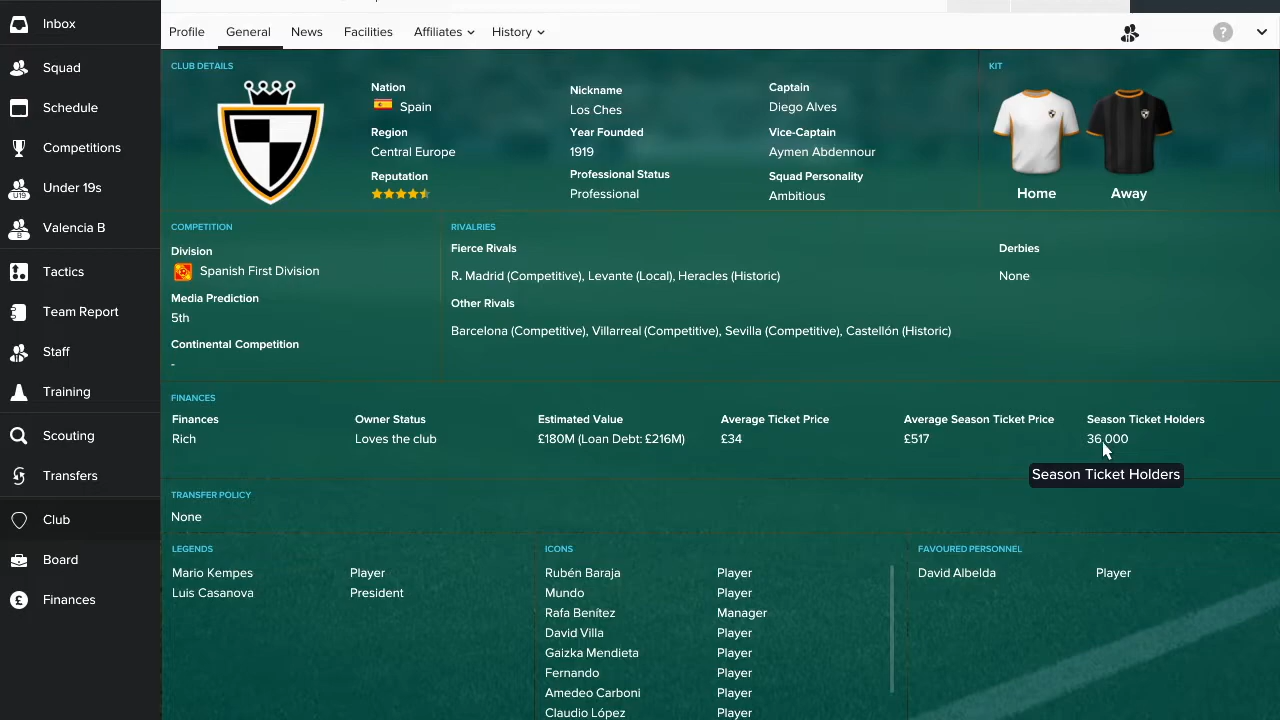 Inbox
Squad
Schedule
Competitions
U19
Under 19s
B
Valencia B
Tactics
Team Report
Staff
Training
Scouting
Transfers
Club
Board
£
Finances
Profile
General
News
Facilities
Affiliates
History
?
CLUB DETAILS
Nation
Spain
Region
Central Europe
Reputation
Nickname
Los Ches
Year Founded
1919
Professional Status
Professional
Captain
Diego Alves
Vice-Captain
Aymen Abdennour
Squad Personality
Ambitious
KIT
Home
Away
COMPETITION
Division
Spanish First Division
Media Prediction
5th
Continental Competition
-
RIVALRIES
Fierce Rivals
R. Madrid (Competitive), Levante (Local), Heracles (Historic)
Other Rivals
Barcelona (Competitive), Villarreal (Competitive), Sevilla (Competitive), Castellón (Historic)
Derbies
None
FINANCES
Finances
Rich
Owner Status
Loves the club
Estimated Value
£180M (Loan Debt: £216M)
Average Ticket Price
£34
Average Season Ticket Price
£517
Season Ticket Holders
36,000
Season Ticket Holders
TRANSFER POLICY
None
LEGENDS
Mario Kempes Player
Luis Casanova President
ICONS
Rubén Baraja Player
Mundo Player
Rafa Benítez Manager
David Villa Player
Gaizka Mendieta Player
Fernando Player
Amedeo Carboni Player
Claudio López Player
FAVOURED PERSONNEL
David Albelda Player